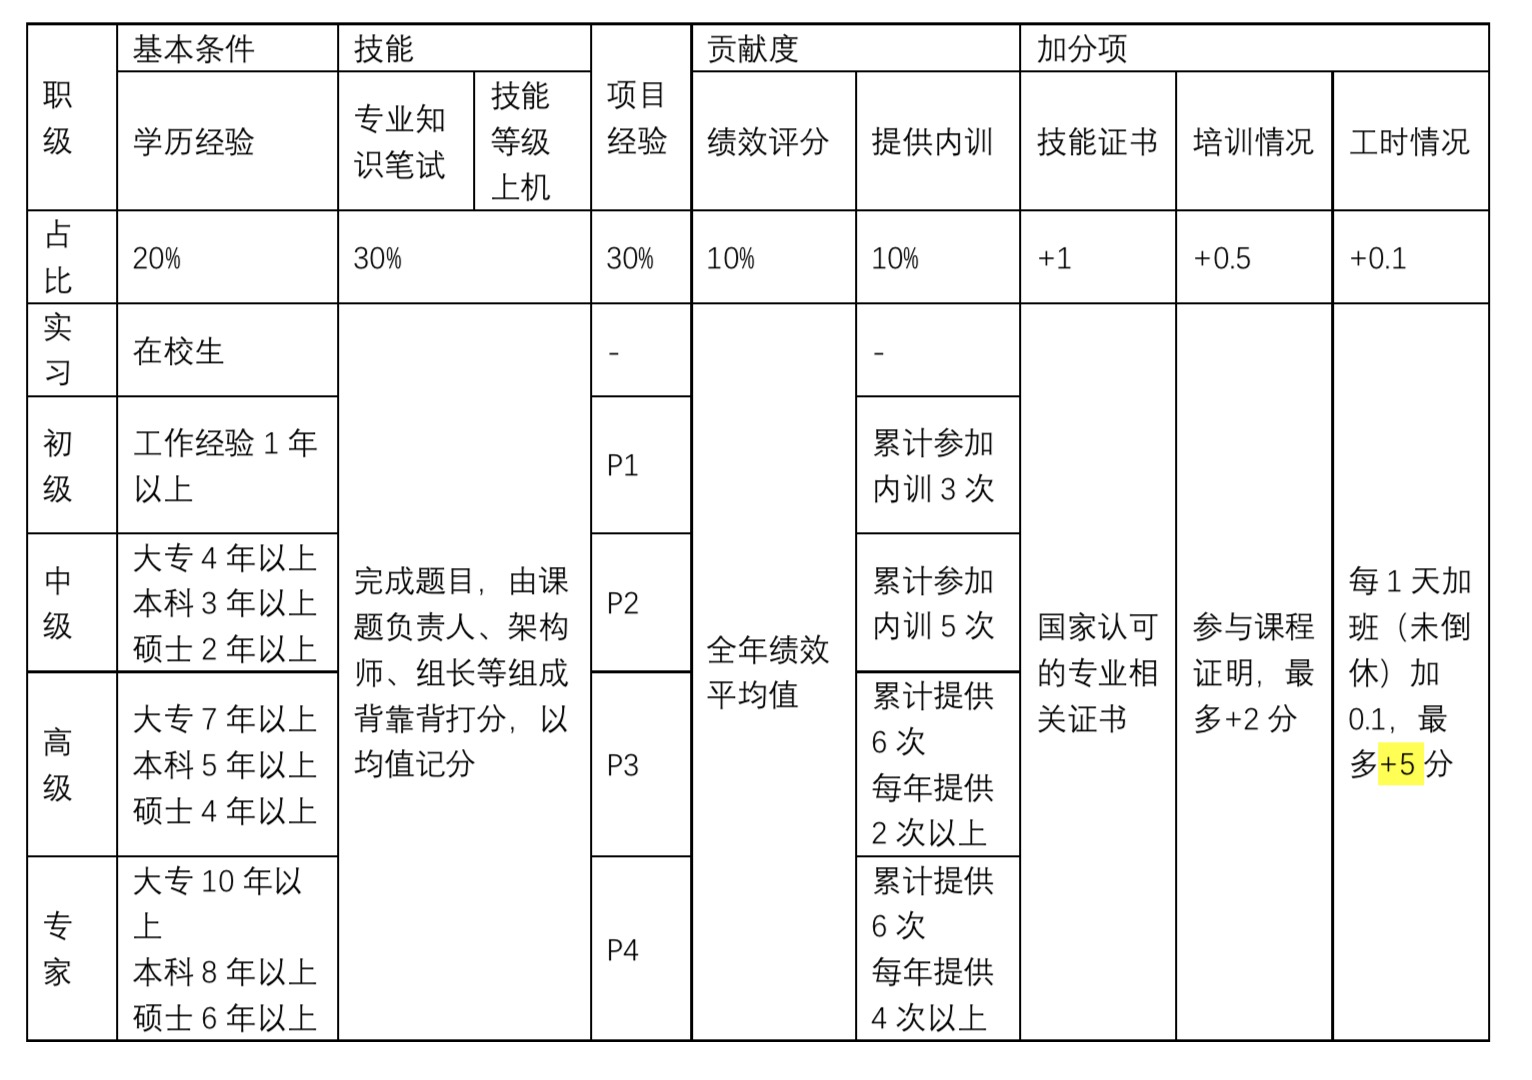 职
级
基本条件
技能
项目
经验
贡献度
加分项
学历经验
专业知
识笔试
技能
等级
上机
绩效评分
提供内训
技能证书
培训情况
工时情况
占
比
20%
30%
30%
10%
10%
+1
+0.5
+0.1
实
习
在校生
完成题目，由课
题负责人、架构
师、组长等组成
背靠背打分，以
均值记分
-
全年绩效
平均值
-
国家认可
的专业相
关证书
参与课程
证明，最
多+2 分
每 1 天加
班（未倒
休）加
0.1，最
多+5 分
初
级
工作经验 1 年
以上
P1
累计参加
内训 3 次
中
级
大专 4 年以上
本科 3 年以上
硕士 2 年以上
P2
累计参加
内训 5 次
高
级
大专 7 年以上
本科 5 年以上
硕士 4 年以上
P3
累计提供
6 次
每年提供
2 次以上
专
家
大专 10 年以
上
本科 8 年以上
硕士 6 年以上
P4
累计提供
6 次
每年提供
4 次以上